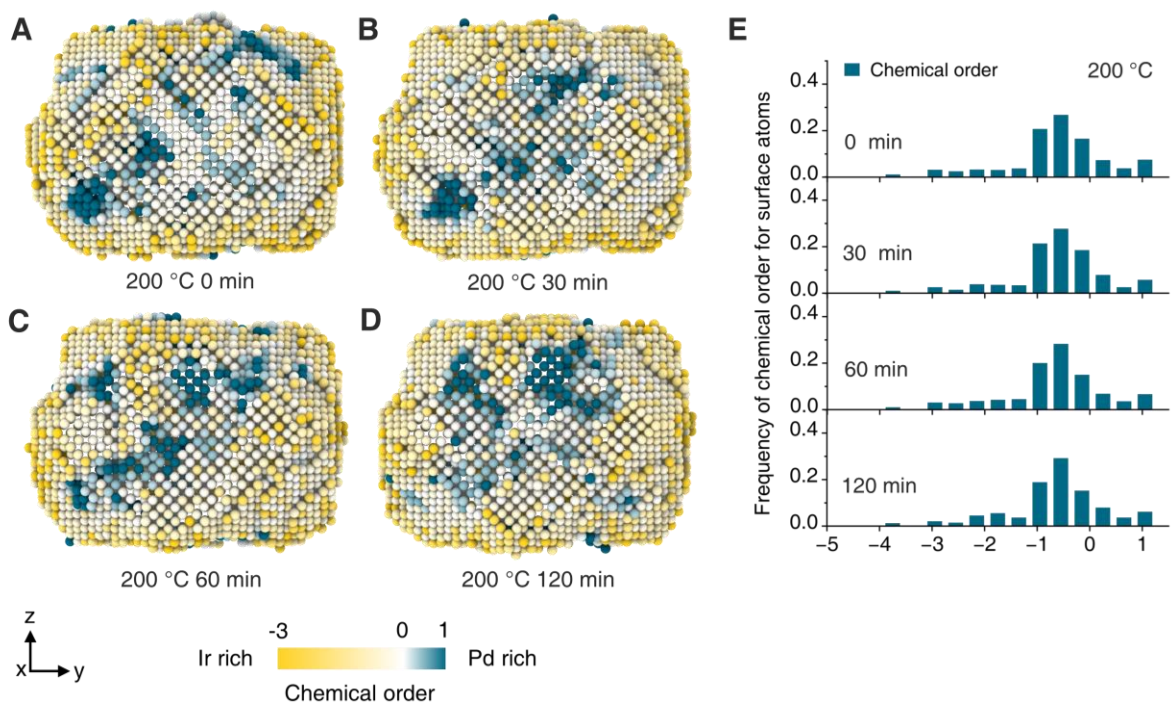 A
B
200 °C 0 min
200 °C 30 min
C
D
200 °C 60 min
200 °C 120 min
z
x
y
-3
0
1
Ir rich
Pd rich
Chemical order
E
Frequency of chemical order for surface atoms
Chemical order
200 °C
0.4
0.2
0.0
0 min
0.4
0.2
0.0
30 min
0.4
0.2
0.0
60 min
0.4
0.2
0.0
120 min
−5 −4 −3 −2 −1 0 1